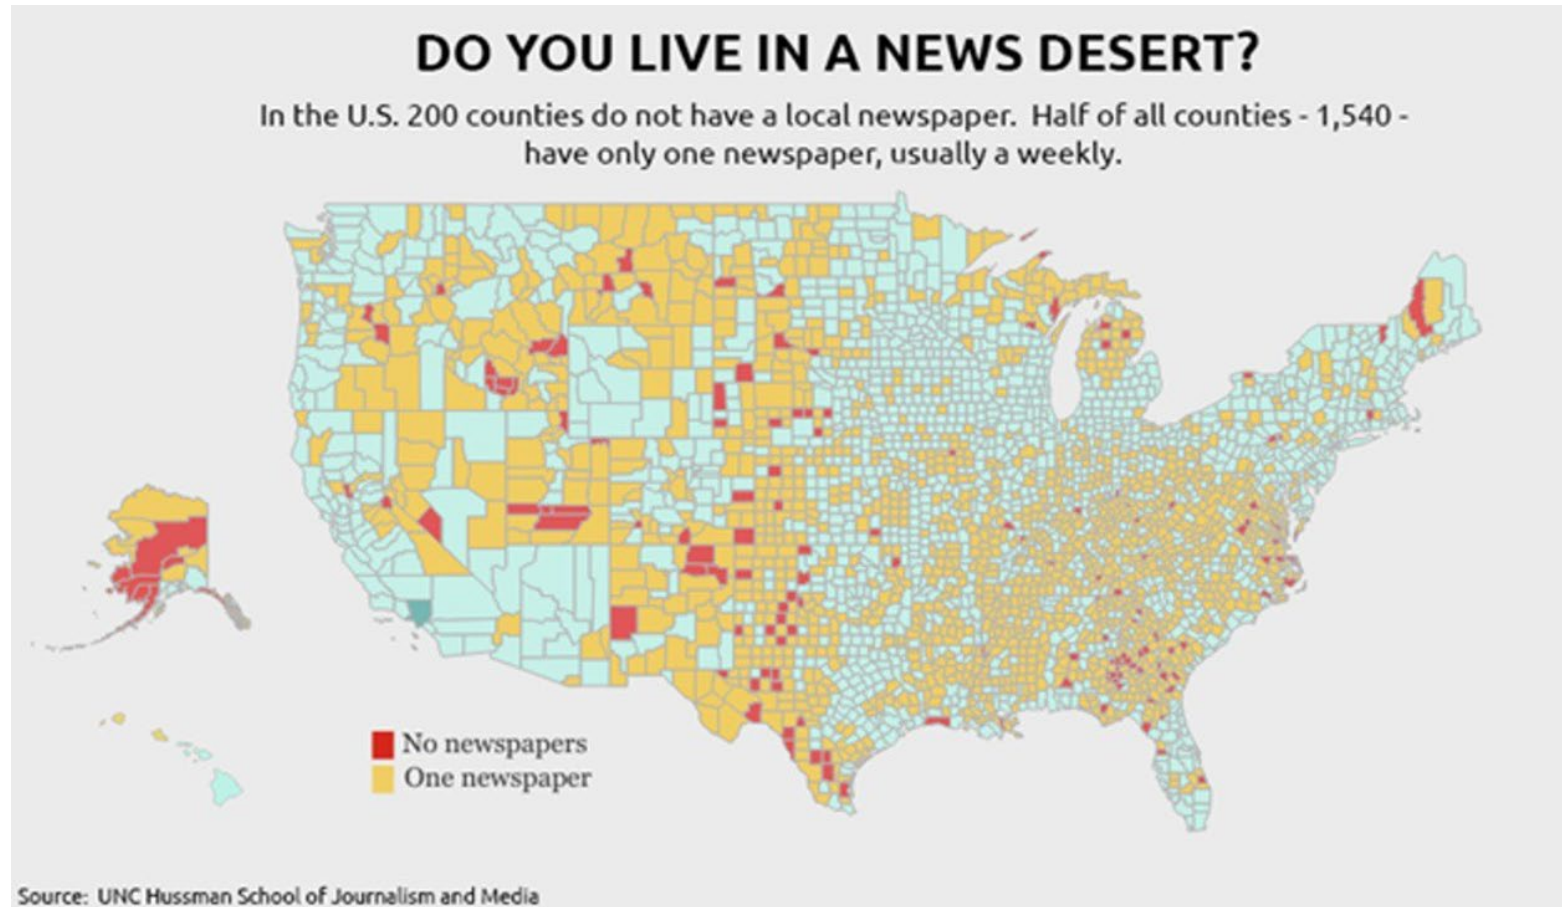 DO YOU LIVE IN A NEWS DESERT?
In the U.S. 200 counties do not have a local newspaper.  Half of all counties - 1,540 -
have only one newspaper, usually a weekly.
No newspapers
One newspaper
Source:  UNC Hussman School of Journalism and Media